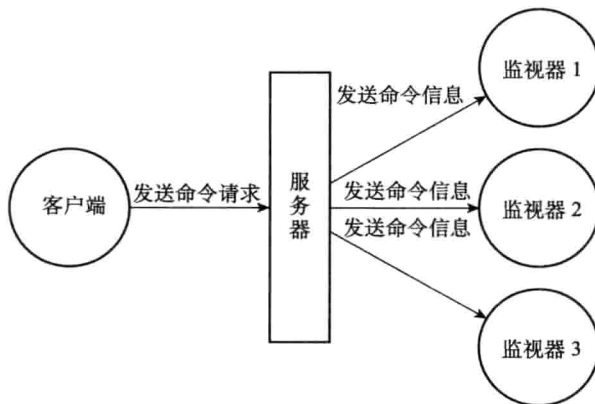 监视器 1
发送命令信息
客户端
发送命令请求
服务器
发送命令信息
监视器 2
发送命令信息
监视器 3